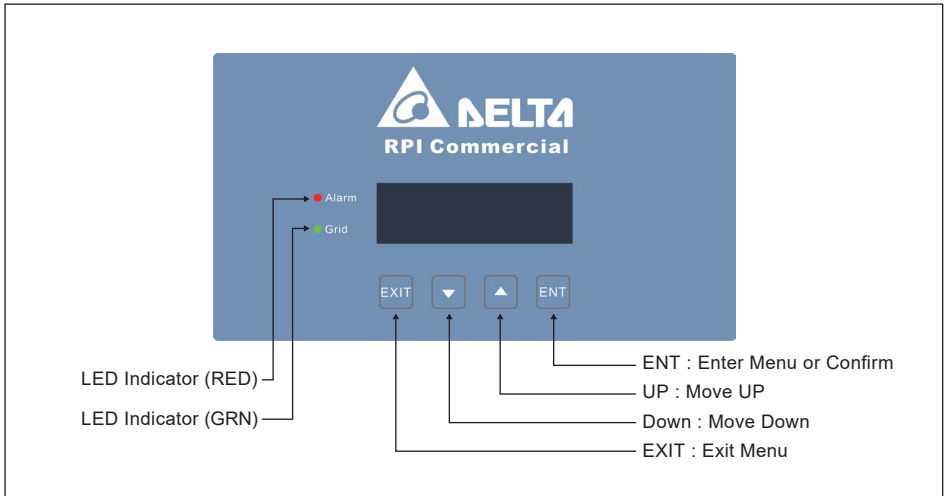 DELTA
RPI Commercial
Alarm
Grid
EXIT
ENT
LED Indicator (RED)
LED Indicator (GRN)
ENT : Enter Menu or Confirm
UP : Move UP
Down : Move Down
EXIT : Exit Menu